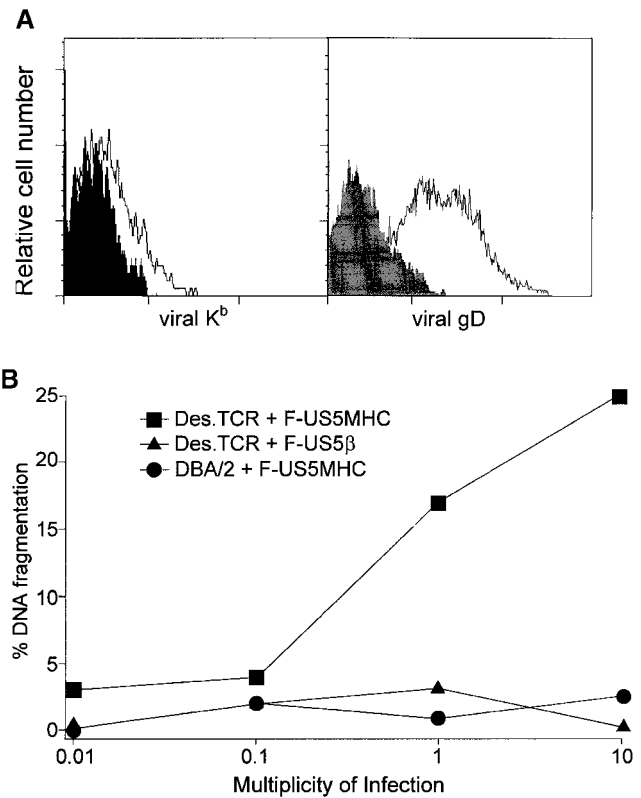 A
Relative cell number
viral Kᵇ
viral gD
B
% DNA fragmentation
25
20
15
10
5
0
Des.TCR + F-US5MHC
Des.TCR + F-US5β
DBA/2 + F-US5MHC
0.01
0.1
1
10
Multiplicity of Infection